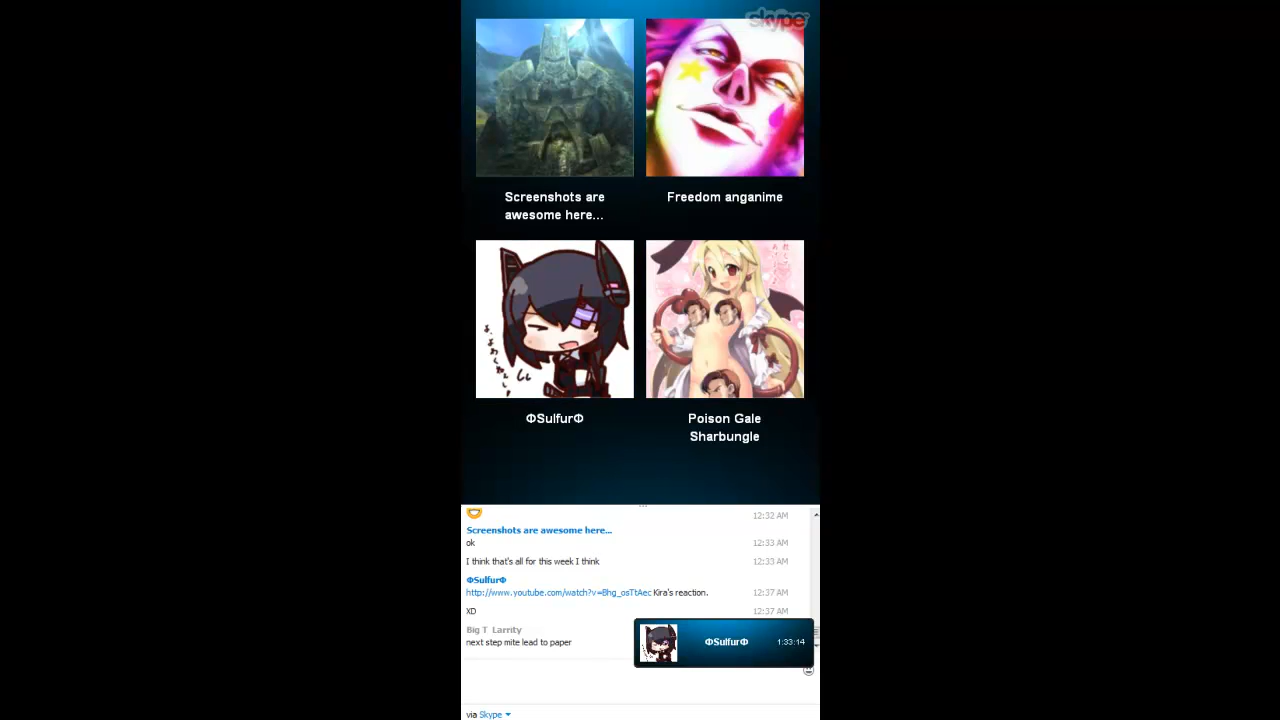 skype
Screenshots are
awesome here...
Freedom anganime
ΦSulfurΦ
Poison Gale
Sharbungle
12:32 AM
Screenshots are awesome here...
ok 12:33 AM
I think that's all for this week I think 12:33 AM
ΦSulfurΦ
http://www.youtube.com/watch?v=Bhg_osTtAec Kira's reaction. 12:37 AM
XD 12:37 AM
Big T Larrity
next step mite lead to paper
ΦSulfurΦ 1:33:14
via Skype